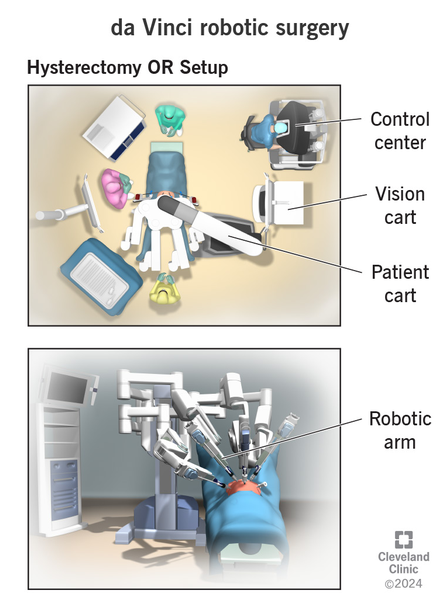 da Vinci robotic surgery
Hysterectomy OR Setup
Control
center
Vision
cart
Patient
cart
Robotic
arm
Cleveland
Clinic
©2024